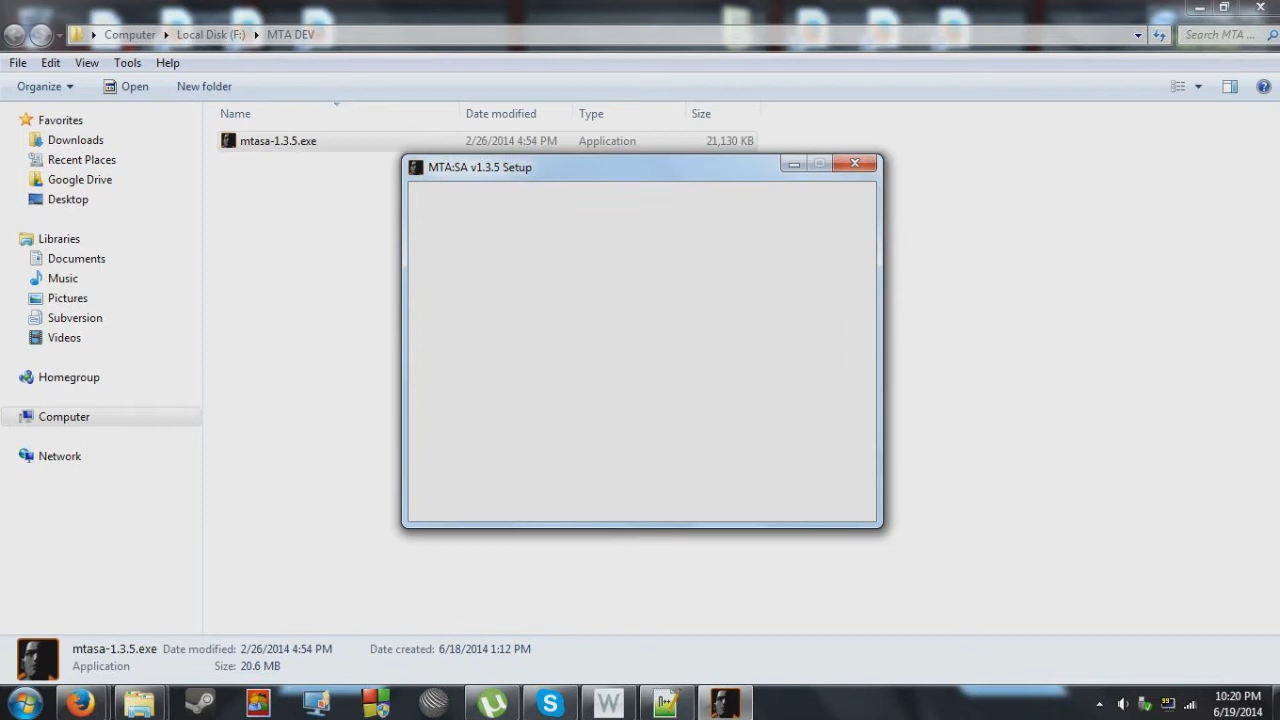 Computer Local Disk (F:) MTA DEV Search MTA ...
File Edit View Tools Help
Organize Open New folder
Favorites
Downloads
Recent Places
Google Drive
Desktop
Libraries
Documents
Music
Pictures
Subversion
Videos
Homegroup
Computer
Network
Name Date modified Type Size
mtasa-1.3.5.exe 2/26/2014 4:54 PM Application 21,130 KB
MTA:SA v1.3.5 Setup
mtasa-1.3.5.exe Date modified: 2/26/2014 4:54 PM Date created: 6/18/2014 1:12 PM
Application Size: 20.6 MB
99
10:20 PM
6/19/2014